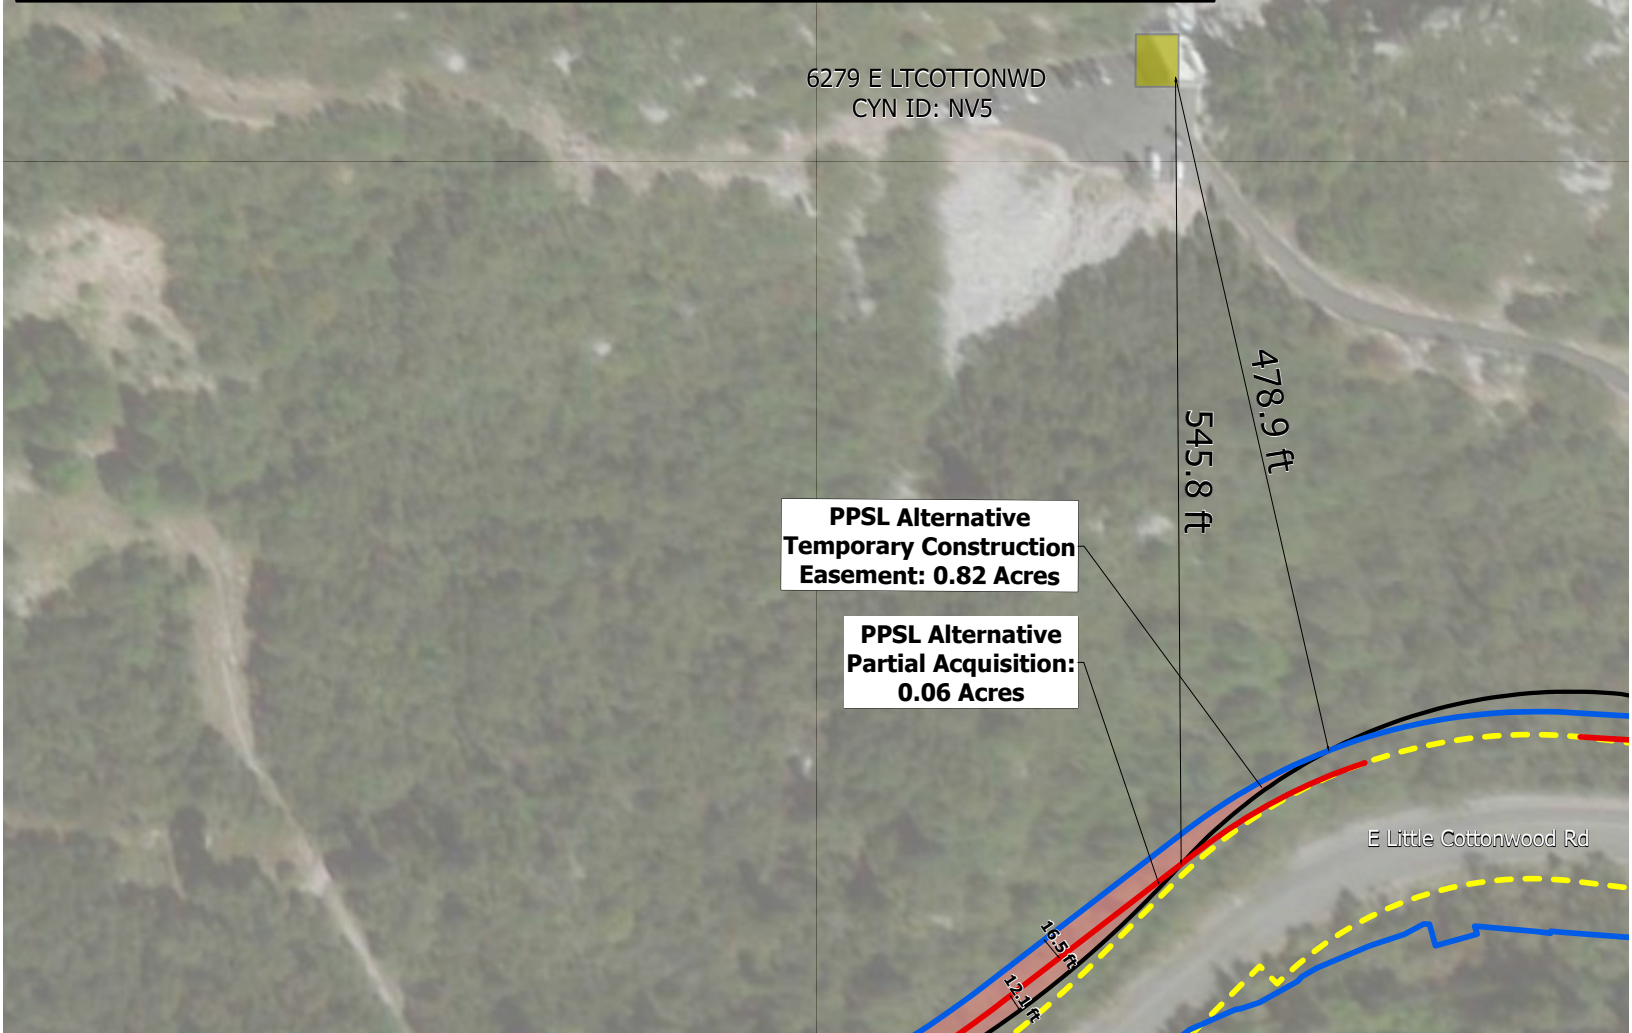 6279 E LTCOTTONWD
CYN ID: NV5
478.9 ft
545.8 ft
PPSL Alternative
Temporary Construction
Easement: 0.82 Acres
PPSL Alternative
Partial Acquisition:
0.06 Acres
E Little Cottonwood Rd
16.5 ft
12.1 ft